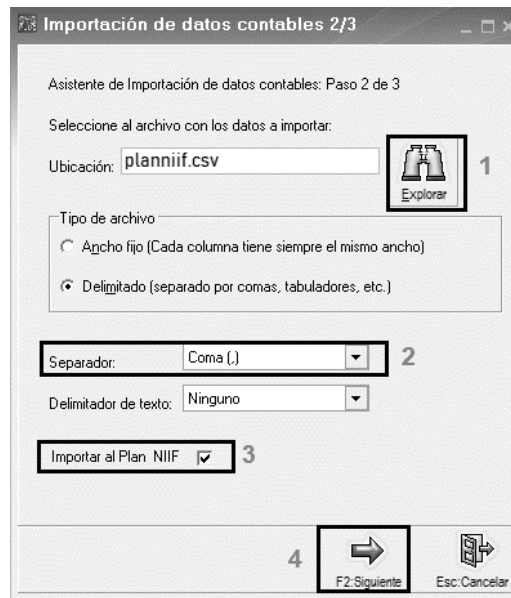 Importación de datos contables 2/3
Asistente de Importación de datos contables: Paso 2 de 3
Seleccione al archivo con los datos a importar:
Ubicación: planniif.csv
Explorar
1
Tipo de archivo
Ancho fijo (Cada columna tiene siempre el mismo ancho)
Delimitado (separado por comas, tabuladores, etc.)
Separador: Coma (,) 2
Delimitador de texto: Ninguno
Importar al Plan NIIF 3
4
F2:Siguiente Esc:Cancelar